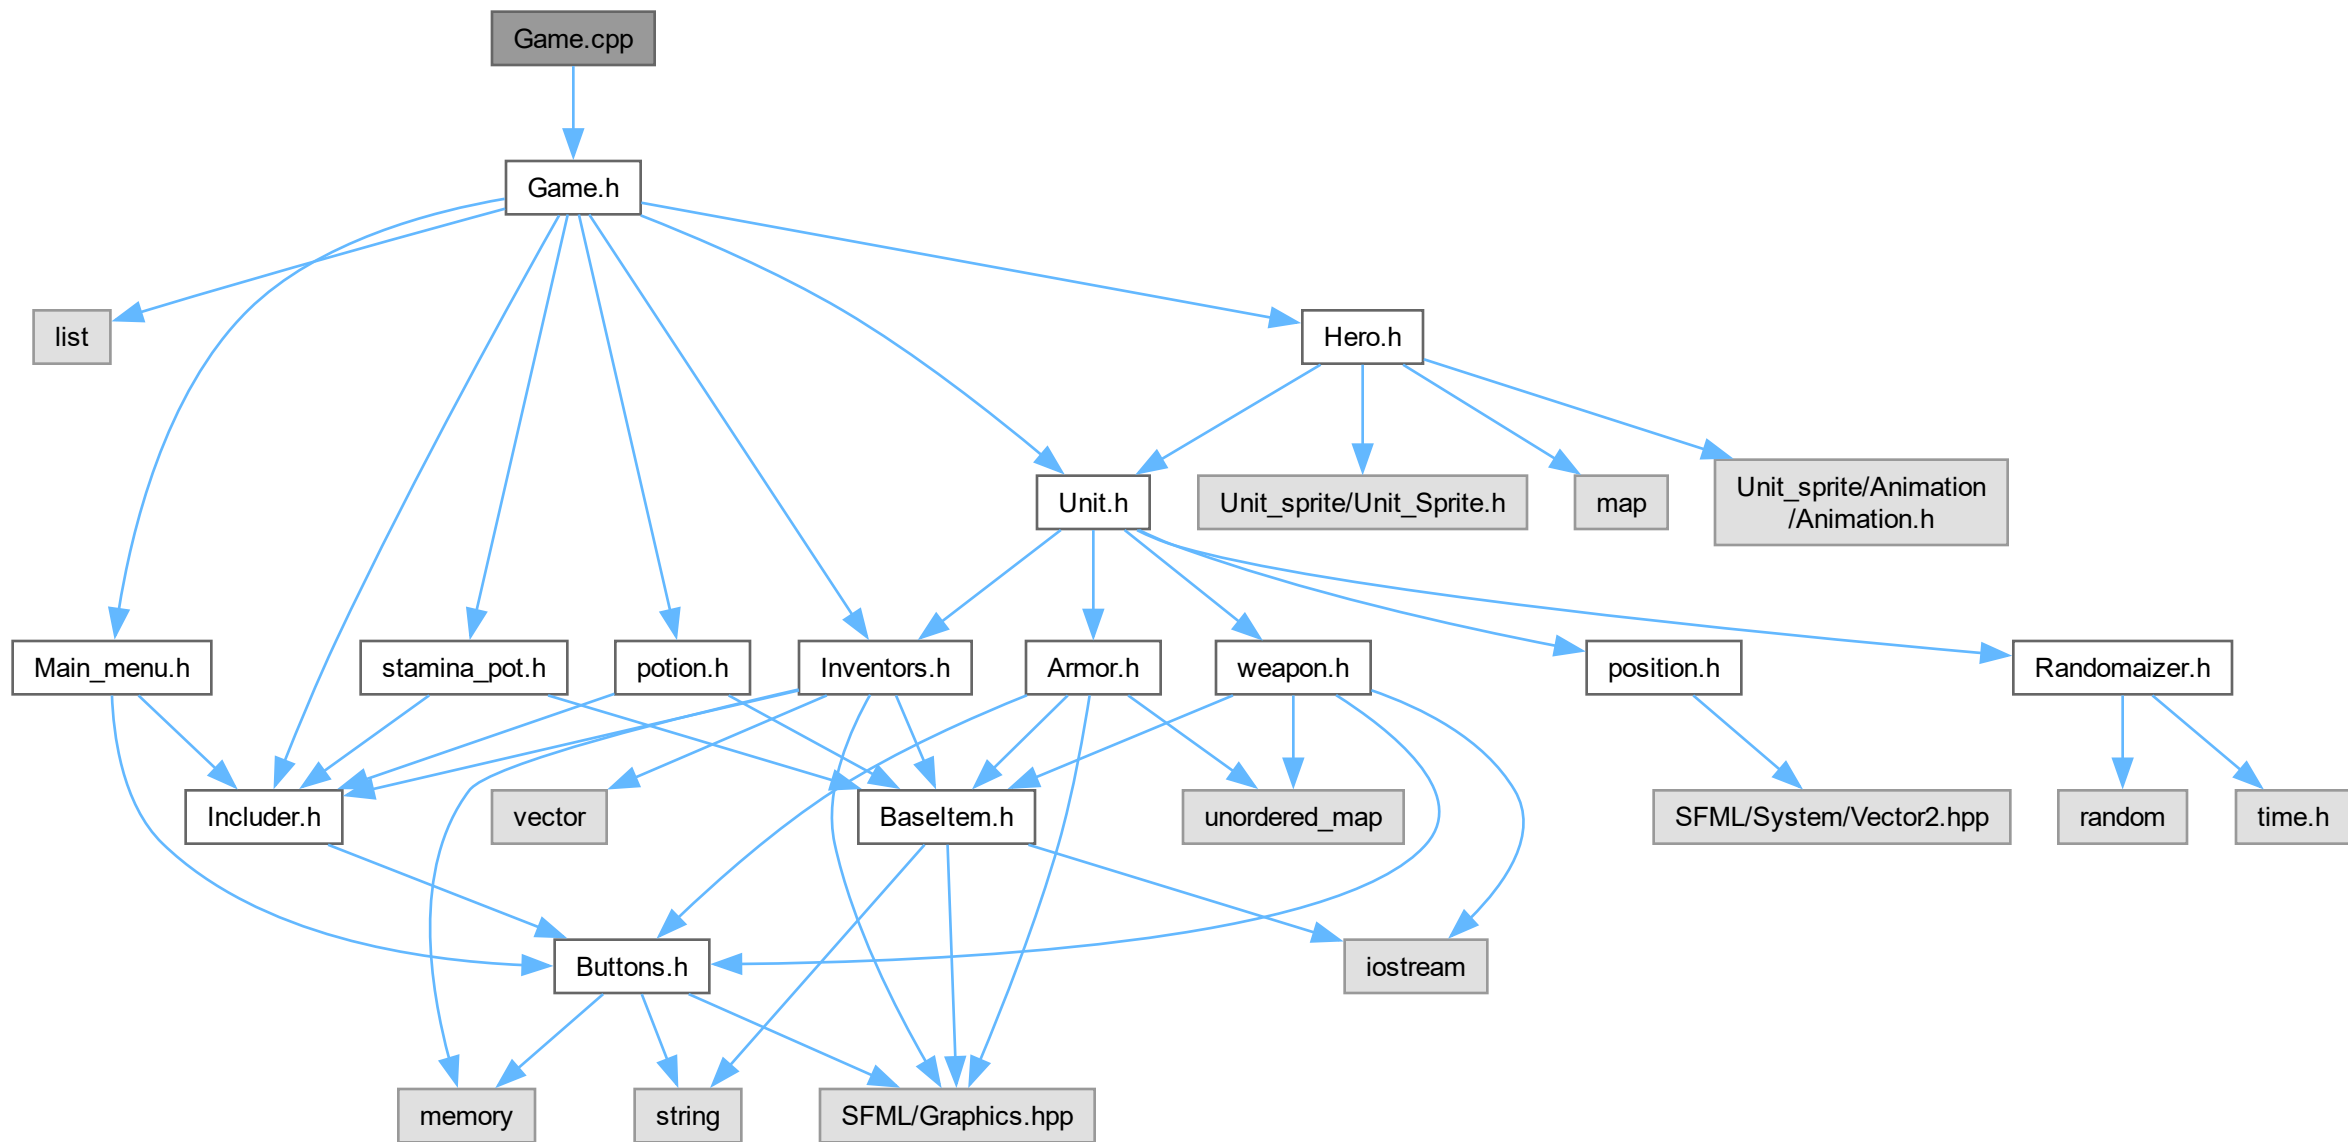 Game.cpp
Game.h
list
Hero.h
Unit.h
Unit_sprite/Unit_Sprite.h
map
Unit_sprite/Animation
/Animation.h
Main_menu.h
stamina_pot.h
potion.h
Inventors.h
Armor.h
weapon.h
position.h
Randomaizer.h
Includer.h
vector
BaseItem.h
unordered_map
SFML/System/Vector2.hpp
random
time.h
Buttons.h
iostream
memory
string
SFML/Graphics.hpp